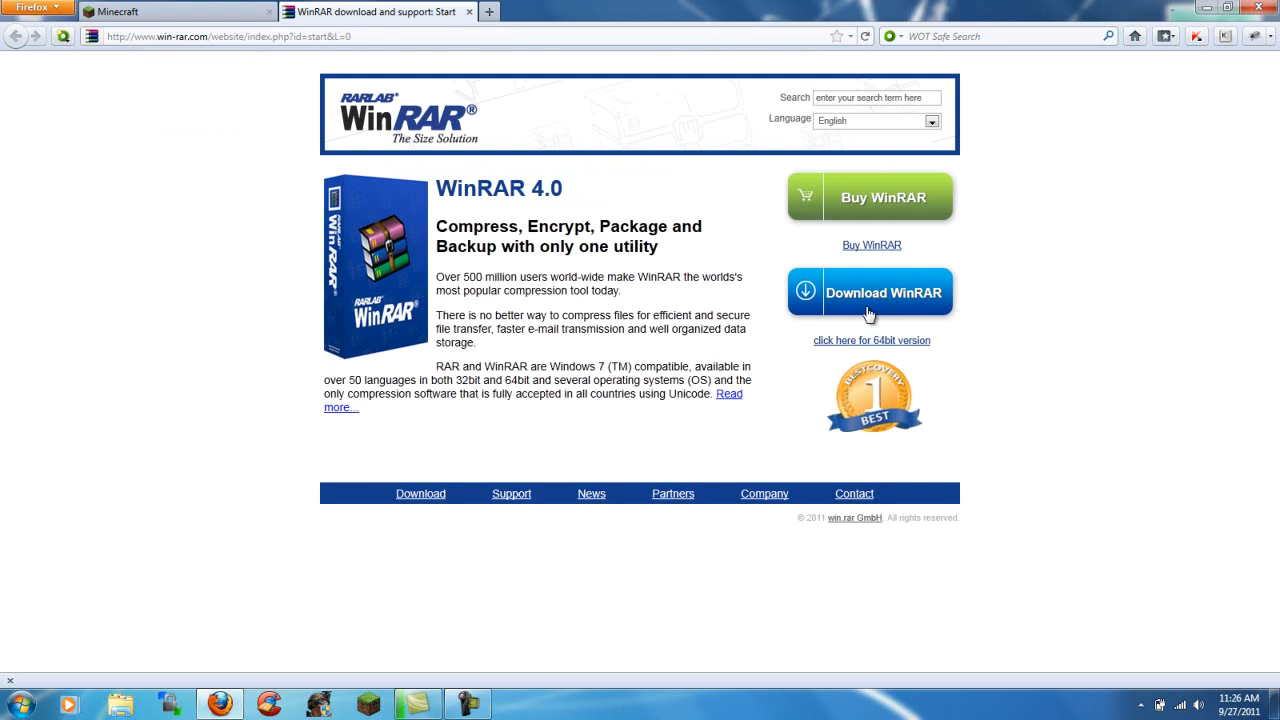 Firefox
Minecraft
WinRAR download and support: Start
http://www.win-rar.com/website/index.php?id=start&L=0
WOT Safe Search
RARLAB®
WinRAR®
The Size Solution
Search enter your search term here
Language English
WinRAR
RARLAB®
WinRAR®
WinRAR 4.0
Compress, Encrypt, Package and
Backup with only one utility
Over 500 million users world-wide make WinRAR the worlds's
most popular compression tool today.
There is no better way to compress files for efficient and secure
file transfer, faster e-mail transmission and well organized data
storage.
RAR and WinRAR are Windows 7 (TM) compatible, available in
over 50 languages in both 32bit and 64bit and several operating systems (OS) and the
only compression software that is fully accepted in all countries using Unicode. Read
more...
Buy WinRAR
Buy WinRAR
Download WinRAR
click here for 64bit version
BESTCOVERY
1
BEST
Download Support News Partners Company Contact
© 2011 win.rar GmbH. All rights reserved.
11:26 AM
9/27/2011